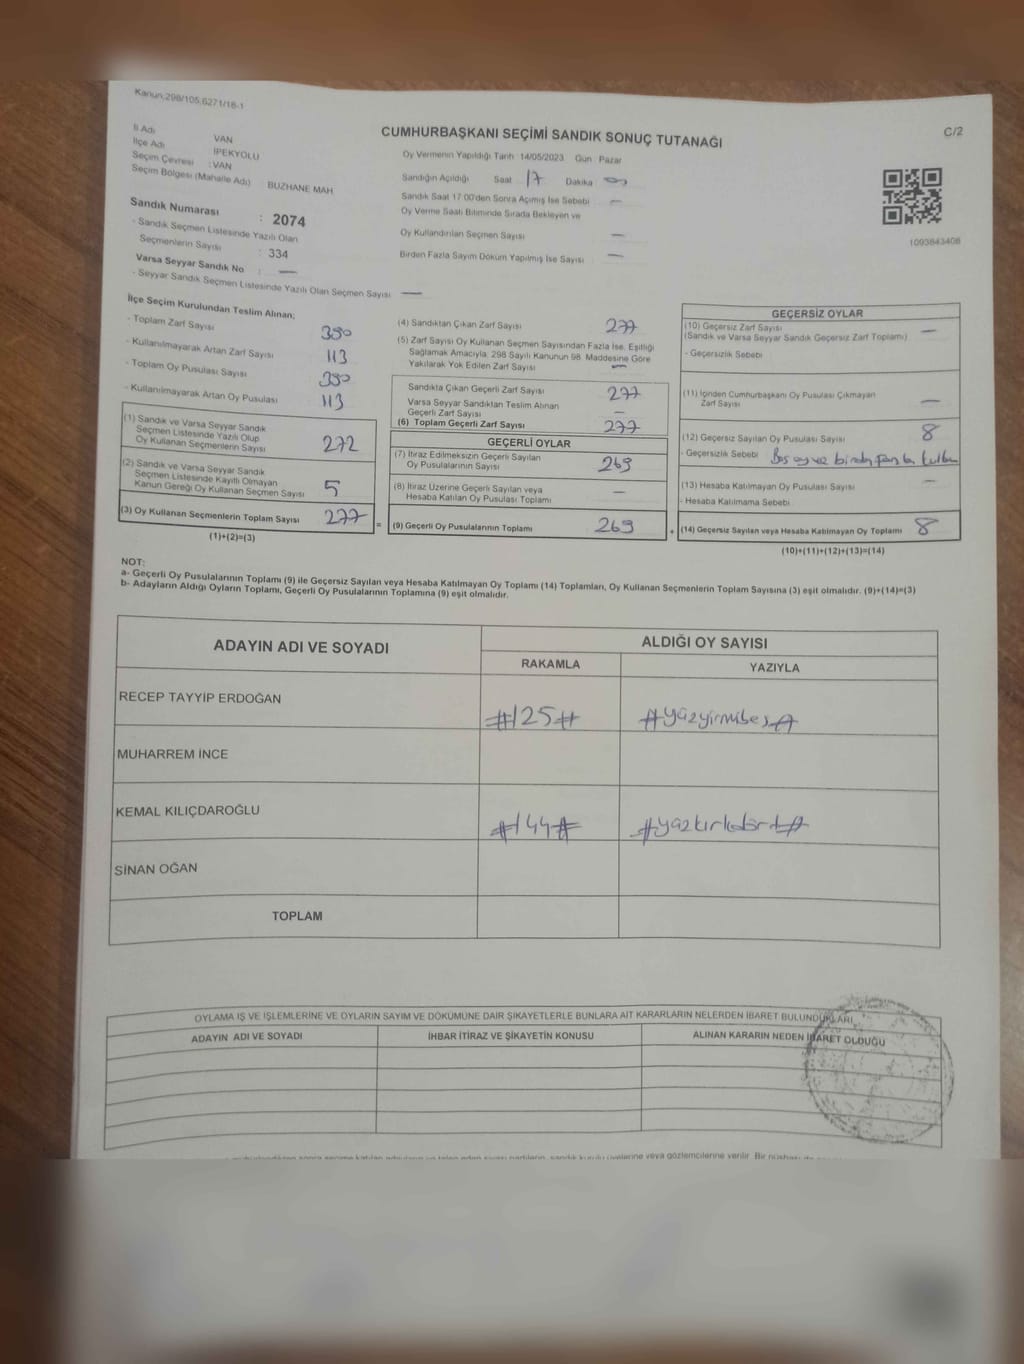 Kanun,298/105,6271/18-1
CUMHURBAŞKANI SEÇİMİ SANDIK SONUÇ TUTANAĞI
C/2
İl Adı VAN
İlçe Adı İPEKYOLU
Seçim Çevresi : VAN
Seçim Bölgesi (Mahalle Adı) BUZHANE MAH
Sandık Numarası : 2074
- Sandık Seçmen Listesinde Yazılı Olan
Seçmenlerin Sayısı : 334
Varsa Seyyar Sandık No : —
- Seyyar Sandık Seçmen Listesinde Yazılı Olan Seçmen Sayısı —
Oy Vermenin Yapıldığı Tarih 14/05/2023 Gün Pazar
Sandığın Açıldığı Saat 17 Dakika
Sandık Saat 17:00'den Sonra Açımış İse Sebebi —
Oy Verme Saati Bitiminde Sırada Bekleyen ve
Oy Kullandırılan Seçmen Sayısı —
Birden Fazla Sayım Döküm Yapılmış İse Sayısı —
1093843408
İlçe Seçim Kurulundan Teslim Alınan;
- Toplam Zarf Sayısı 390
- Kullanılmayarak Artan Zarf Sayısı 113
- Toplam Oy Pusulası Sayısı 390
- Kullanılmayarak Artan Oy Pusulası 113
(1) Sandık ve Varsa Seyyar Sandık
Seçmen Listesinde Yazılı Olup
Oy Kullanan Seçmenlerin Sayısı 272
(2) Sandık ve Varsa Seyyar Sandık
Seçmen Listesinde Kayıtlı Olmayan
Kanun Gereği Oy Kullanan Seçmen Sayısı 5
(3) Oy Kullanan Seçmenlerin Toplam Sayısı 277
(1)+(2)=(3)
=
(4) Sandıktan Çıkan Zarf Sayısı 277
(5) Zarf Sayısı Oy Kullanan Seçmen Sayısından Fazla İse, Eşitliği
Sağlamak Amacıyla, 298 Sayılı Kanunun 98. Maddesine Göre
Yakılarak Yok Edilen Zarf Sayısı —
Sandıkta Çıkan Geçerli Zarf Sayısı 277
Varsa Seyyar Sandıktan Teslim Alınan
Geçerli Zarf Sayısı —
(6) Toplam Geçerli Zarf Sayısı 277
GEÇERLİ OYLAR
(7) İtiraz Edilmeksizin Geçerli Sayılan
Oy Pusulalarının Sayısı 269
(8) İtiraz Üzerine Geçerli Sayılan veya
Hesaba Katılan Oy Pusulası Toplamı —
(9) Geçerli Oy Pusulalarının Toplamı 269
+
GEÇERSİZ OYLAR
(10) Geçersiz Zarf Sayısı —
(Sandık ve Varsa Seyyar Sandık Geçersiz Zarf Toplamı)
- Geçersizlik Sebebi
(11) İçinden Cumhurbaşkanı Oy Pusulası Çıkmayan
Zarf Sayısı —
(12) Geçersiz Sayılan Oy Pusulası Sayısı 8
- Geçersizlik Sebebi Boş oy ve birden fazla
(13) Hesaba Katılmayan Oy Pusulası Sayısı —
- Hesaba Katılmama Sebebi
(14) Geçersiz Sayılan veya Hesaba Katılmayan Oy Toplamı 8
(10)+(11)+(12)+(13)=(14)
NOT:
a- Geçerli Oy Pusulalarının Toplamı (9) ile Geçersiz Sayılan veya Hesaba Katılmayan Oy Toplamı (14) Toplamları, Oy Kullanan Seçmenlerin Toplam Sayısına (3) eşit olmalıdır. (9)+(14)=(3)
b- Adayların Aldığı Oyların Toplamı, Geçerli Oy Pusulalarının Toplamına (9) eşit olmalıdır.
ADAYIN ADI VE SOYADI ALDIĞI OY SAYISI
RAKAMLA YAZIYLA
RECEP TAYYİP ERDOĞAN #125# #yüzyirmibeş#
MUHARREM İNCE
KEMAL KILIÇDAROĞLU #144# #yüzkırkdört#
SİNAN OĞAN
TOPLAM
OYLAMA İŞ VE İŞLEMLERİNE VE OYLARIN SAYIM VE DÖKÜMÜNE DAİR ŞİKAYETLERLE BUNLARA AİT KARARLARIN NELERDEN İBARET BULUNDUKLARI
ADAYIN ADI VE SOYADI İHBAR İTİRAZ VE ŞİKAYETİN KONUSU ALINAN KARARIN NEDEN İBARET OLDUĞU